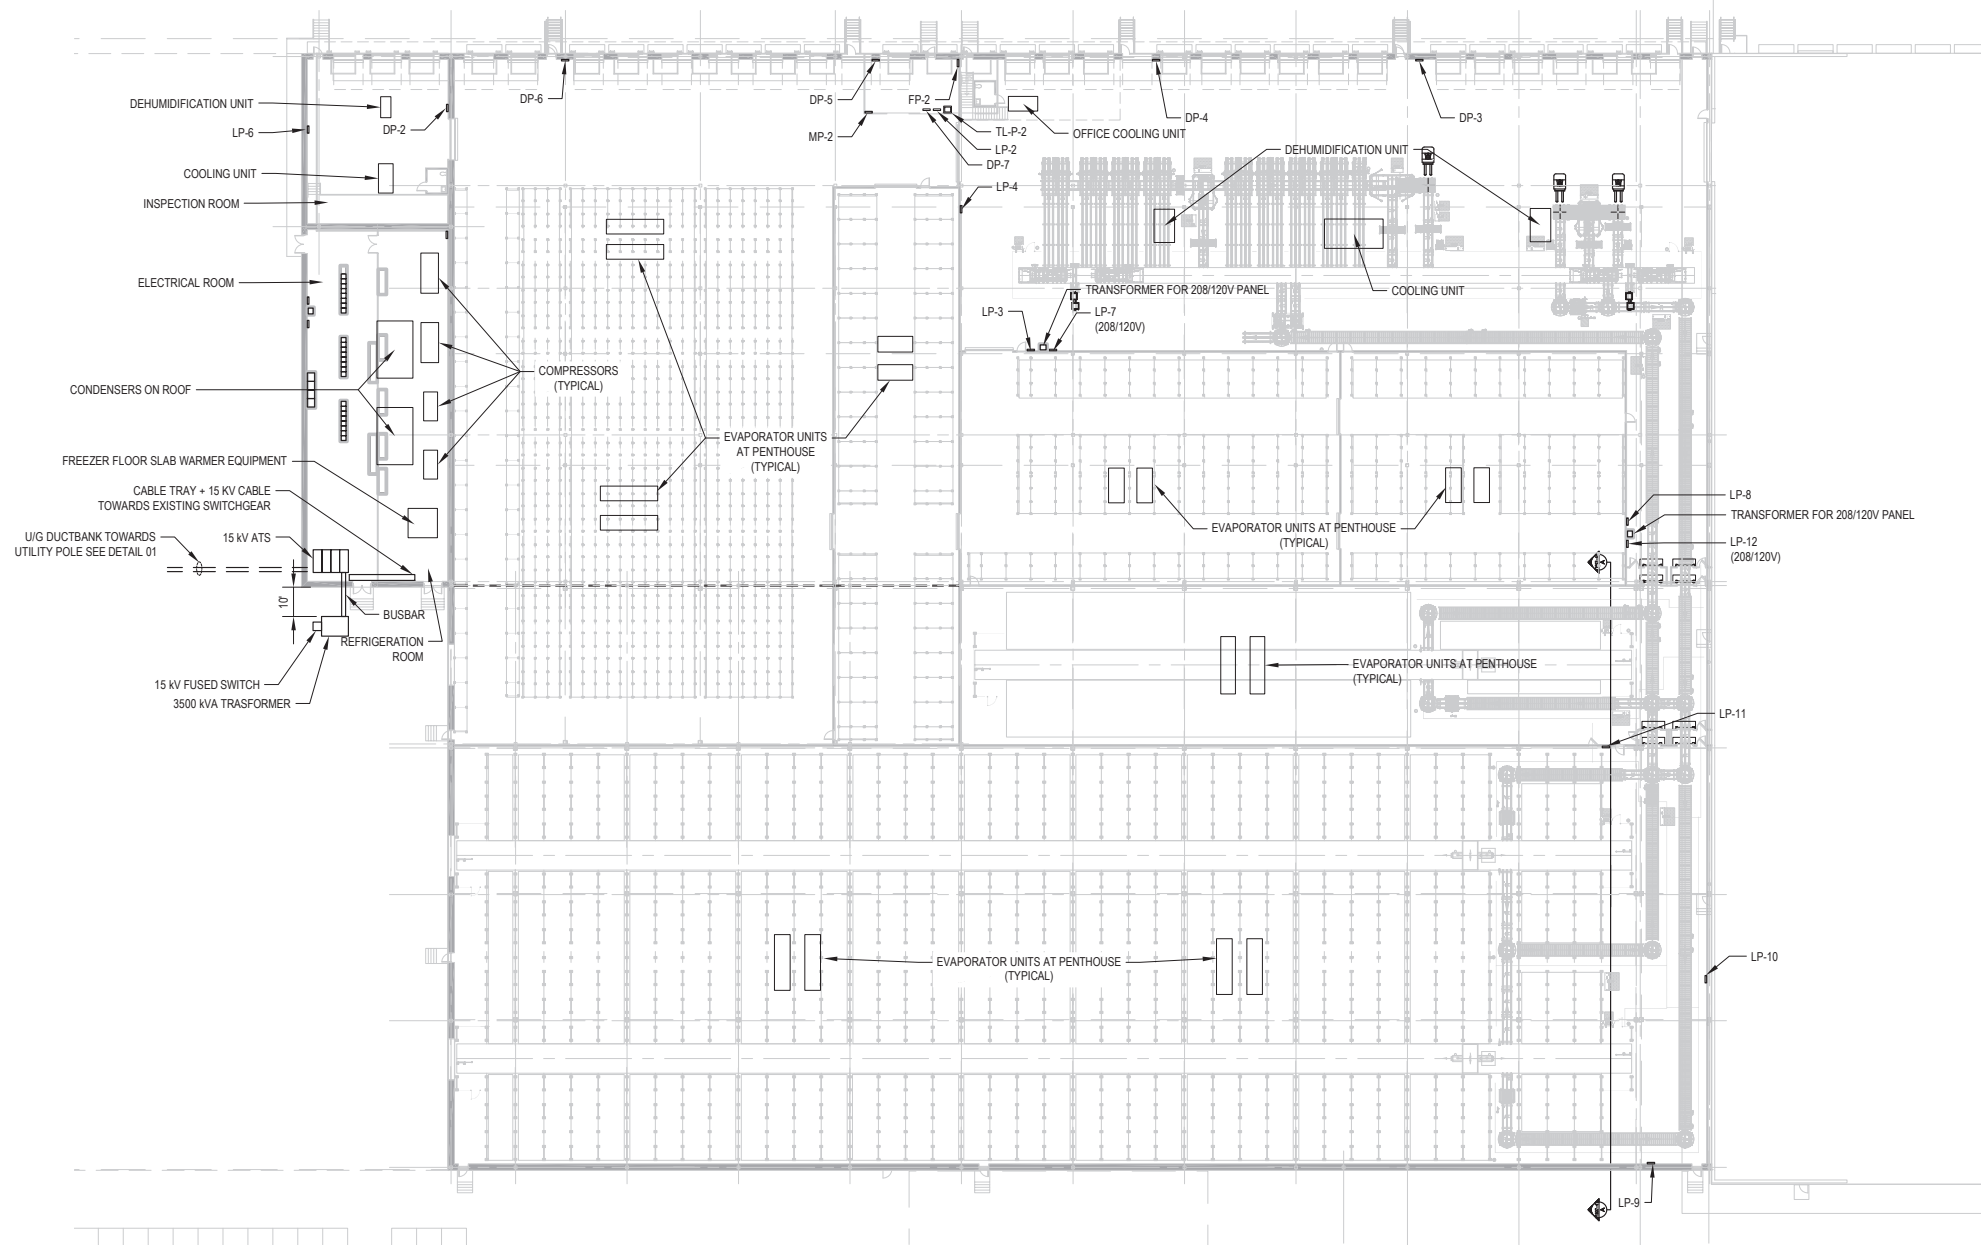 DEHUMIDIFICATION UNIT
LP-6
DP-2
COOLING UNIT
INSPECTION ROOM
ELECTRICAL ROOM
CONDENSERS ON ROOF
FREEZER FLOOR SLAB WARMER EQUIPMENT
CABLE TRAY + 15 KV CABLE
TOWARDS EXISTING SWITCHGEAR
U/G DUCTBANK TOWARDS
UTILITY POLE SEE DETAIL 01
15 kV ATS
10'
BUSBAR
REFRIGERATION
ROOM
15 kV FUSED SWITCH
3500 kVA TRASFORMER
DP-6
DP-5
FP-2
MP-2
TL-P-2
LP-2
DP-7
OFFICE COOLING UNIT
DP-4
DP-3
DEHUMIDIFICATION UNIT
LP-4
COOLING UNIT
TRANSFORMER FOR 208/120V PANEL
LP-3
LP-7
(208/120V)
COMPRESSORS
(TYPICAL)
EVAPORATOR UNITS
AT PENTHOUSE
(TYPICAL)
EVAPORATOR UNITS AT PENTHOUSE
(TYPICAL)
LP-8
TRANSFORMER FOR 208/120V PANEL
LP-12
(208/120V)
EVAPORATOR UNITS AT PENTHOUSE
(TYPICAL)
LP-11
EVAPORATOR UNITS AT PENTHOUSE
(TYPICAL)
LP-10
LP-9